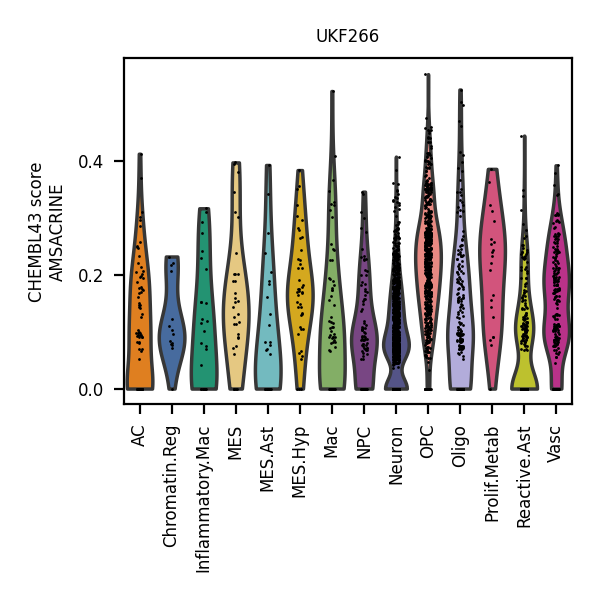 UKF266
CHEMBL43 score
AMSACRINE
0.4
0.2
0.0
AC
Chromatin.Reg
Inflammatory.Mac
MES
MES.Ast
MES.Hyp
Mac
NPC
Neuron
OPC
Oligo
Prolif.Metab
Reactive.Ast
Vasc